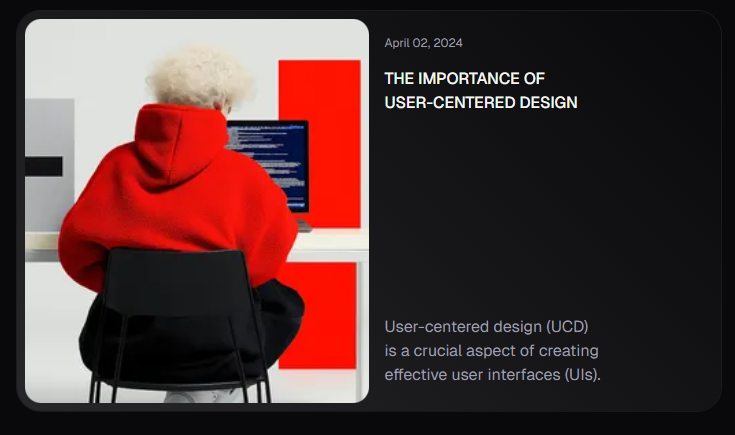 April 02, 2024
THE IMPORTANCE OF
USER-CENTERED DESIGN
User-centered design (UCD)
is a crucial aspect of creating
effective user interfaces (UIs).